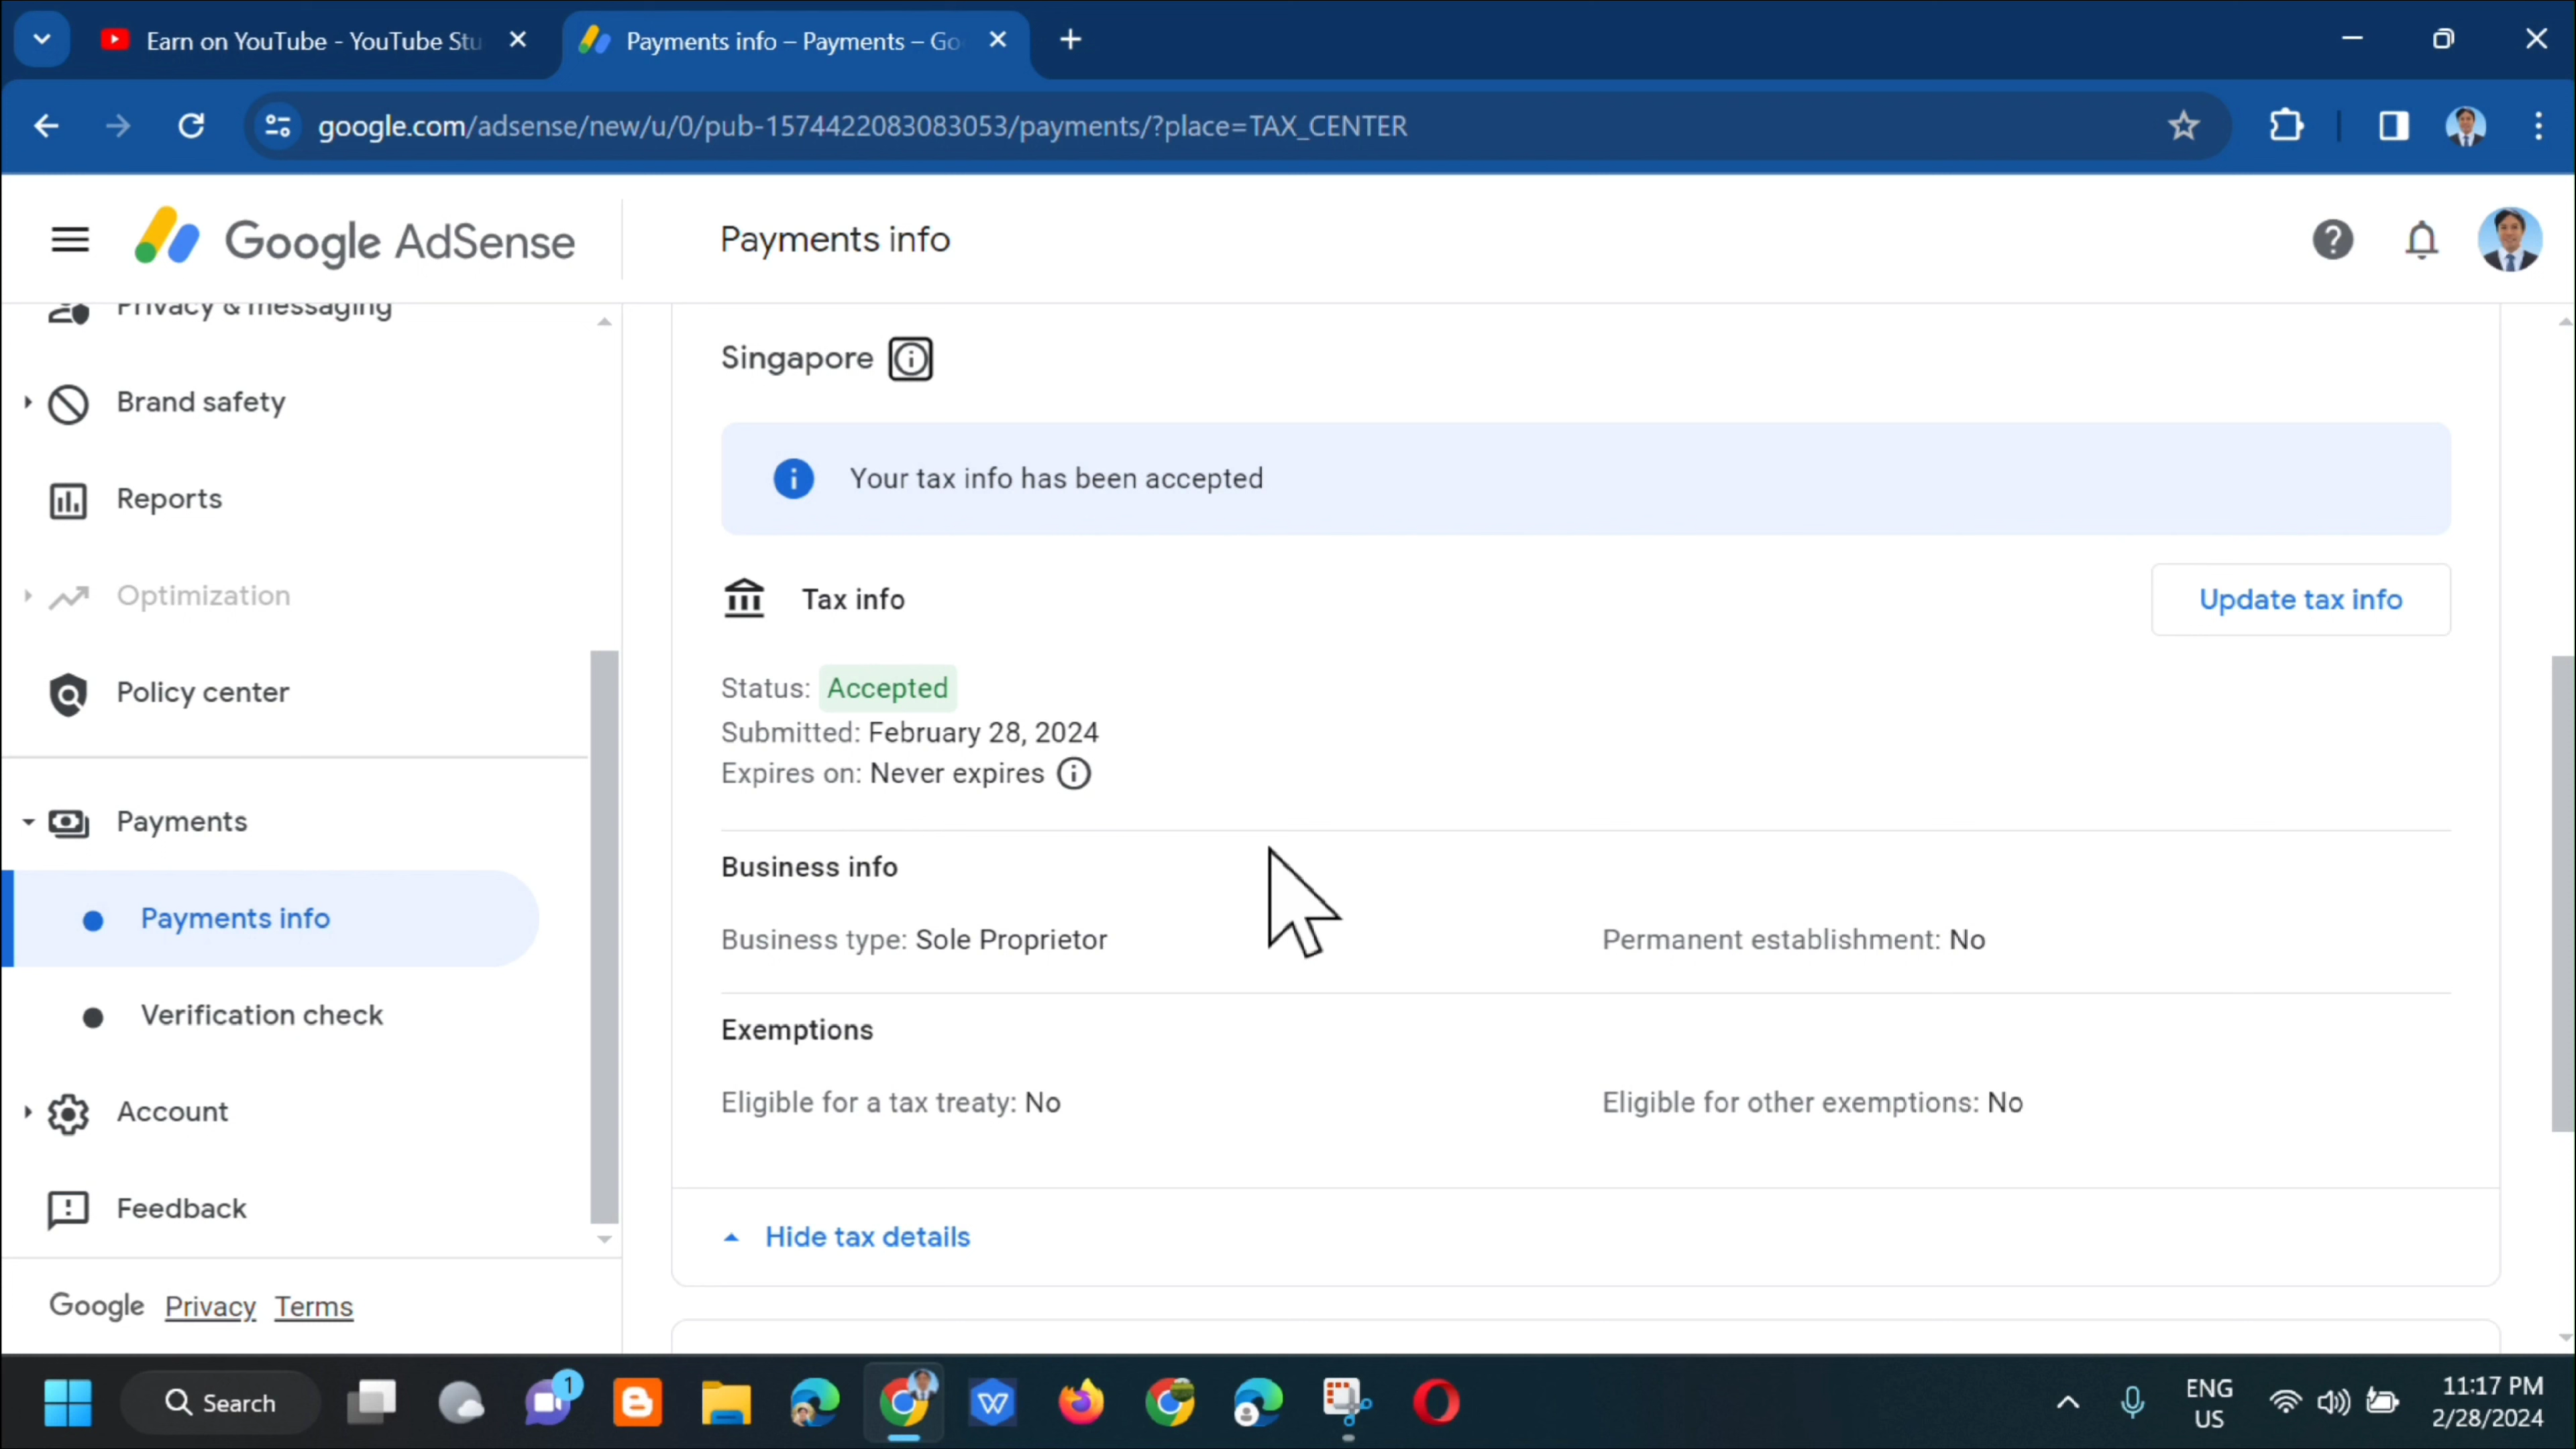 Earn on YouTube - YouTube Stu
Payments info – Payments – Go
google.com/adsense/new/u/0/pub-1574422083083053/payments/?place=TAX_CENTER
Google AdSense
Payments info
Privacy & messaging
Brand safety
Reports
Optimization
Policy center
Payments
Payments info
Verification check
Account
Feedback
Google Privacy Terms
Singapore
Your tax info has been accepted
Tax info
Update tax info
Status: Accepted
Submitted: February 28, 2024
Expires on: Never expires
Business info
Business type: Sole Proprietor
Permanent establishment: No
Exemptions
Eligible for a tax treaty: No
Eligible for other exemptions: No
Hide tax details
Search
1
ENG
US
11:17 PM
2/28/2024